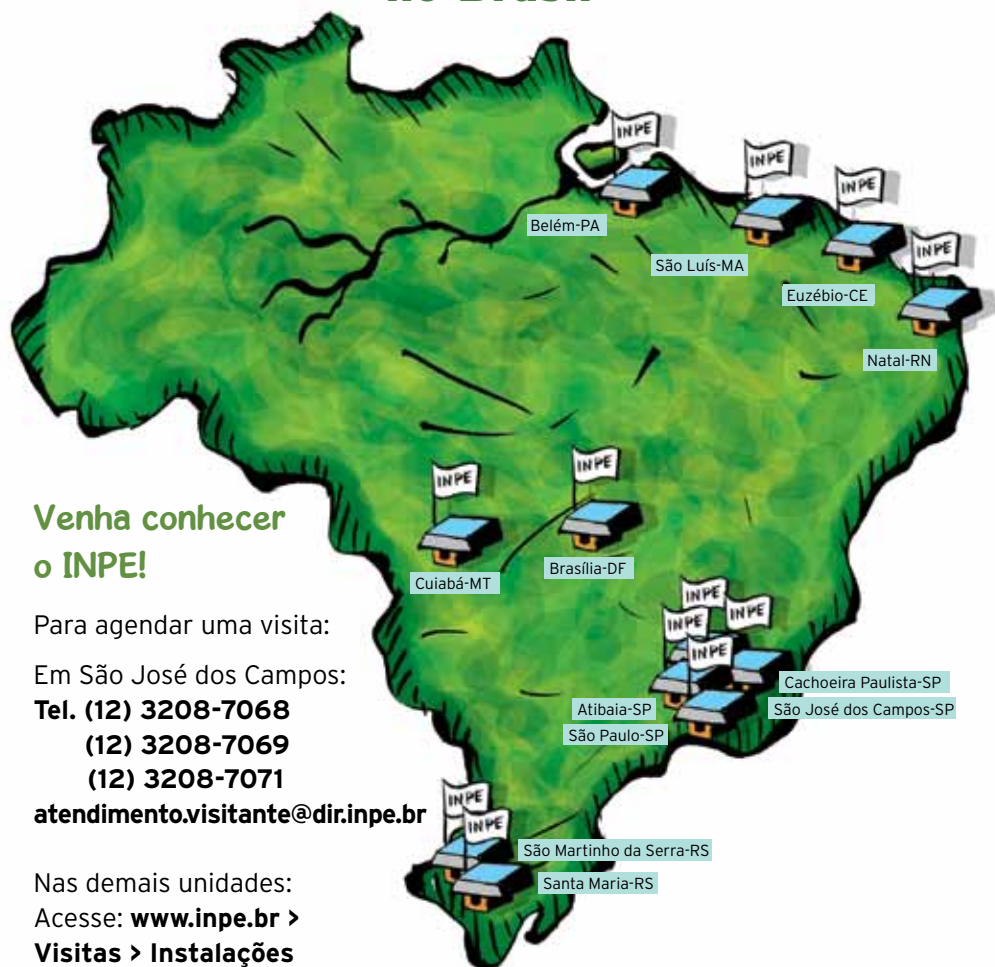 INPE
Belém-PA
INPE
São Luís-MA
INPE
Euzébio-CE
INPE
Natal-RN
INPE
Cuiabá-MT
INPE
Brasília-DF
Venha conhecer
o INPE!
Para agendar uma visita:
Em São José dos Campos:
Tel. (12) 3208-7068
(12) 3208-7069
(12) 3208-7071
atendimento.visitante@dir.inpe.br
Nas demais unidades:
Acesse: www.inpe.br >
Visitas > Instalações
INPE
INPE
INPE
INPE
Cachoeira Paulista-SP
Atibaia-SP
São José dos Campos-SP
São Paulo-SP
INPE
INPE
São Martinho da Serra-RS
Santa Maria-RS